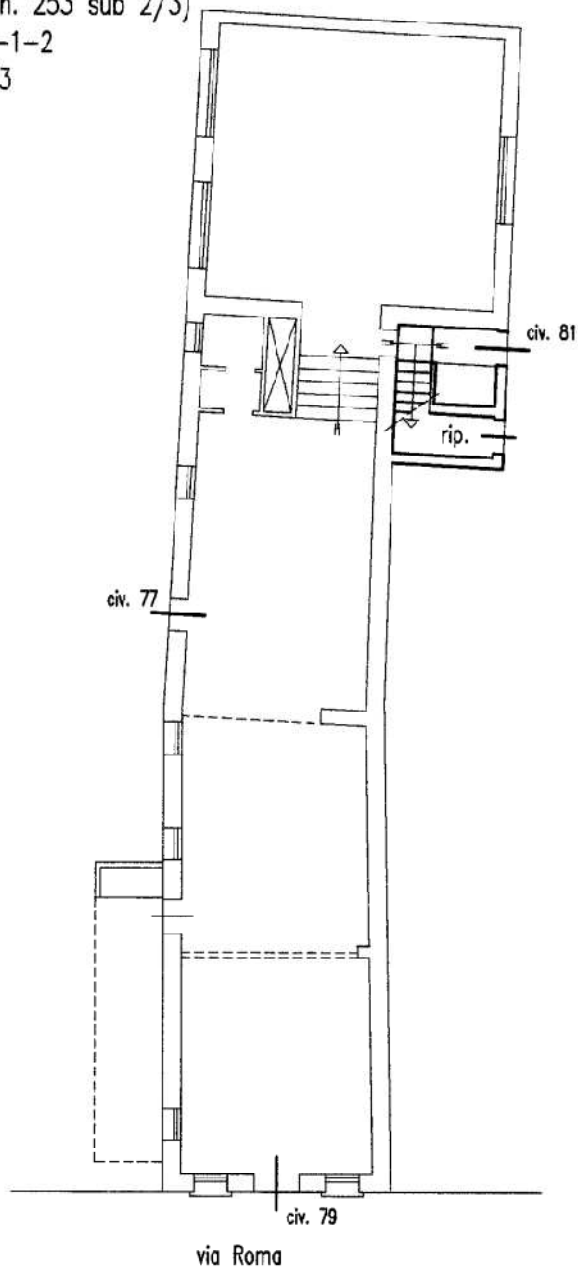 n. 253 sub 2/3)
-1-2
3
civ. 81
rip.
civ. 77
civ. 79
via Roma